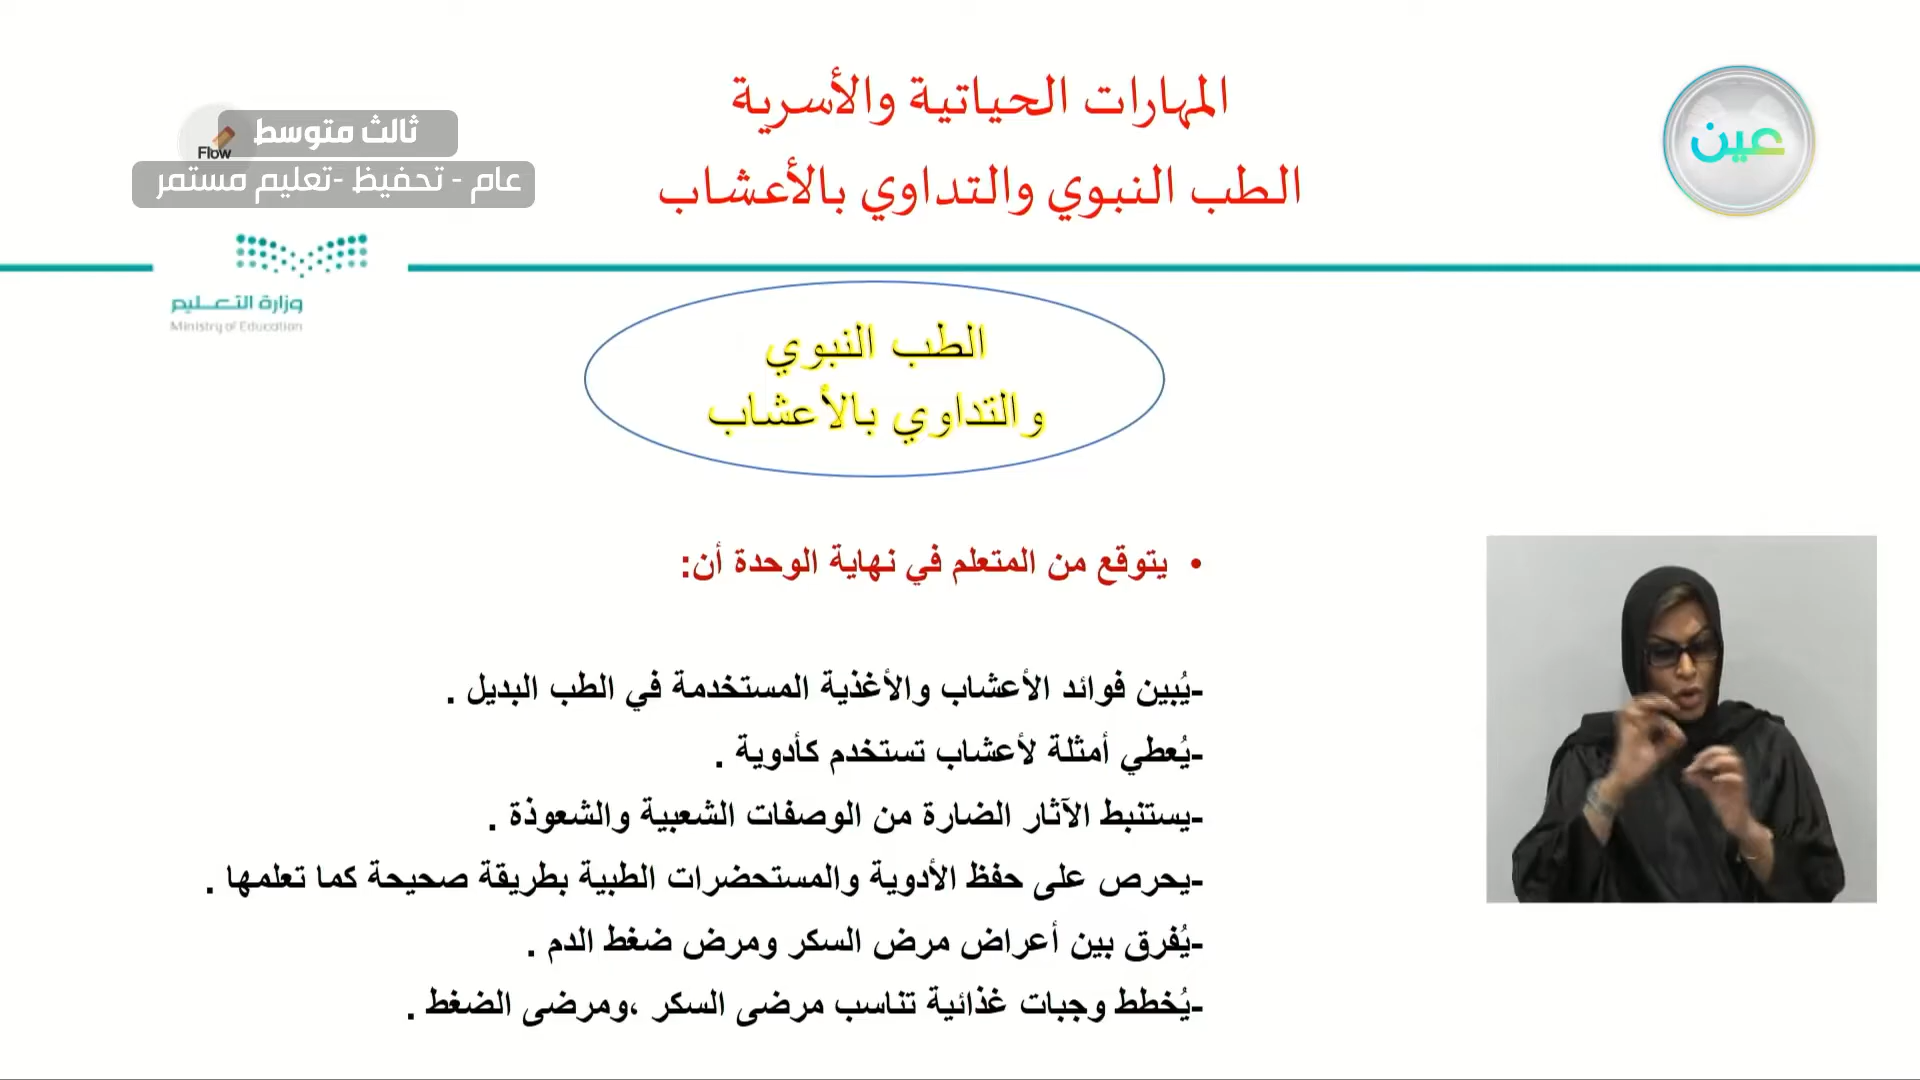 المهارات الحياتية والأسرية
الطب النبوي والتداوي بالأعشاب
عين
ثالث متوسط
Flow
عام - تحفيظ -تعليم مستمر
وزارة التعليم
Ministry of Education
الطب النبوي
والتداوي بالأعشاب
• يتوقع من المتعلم في نهاية الوحدة أن:
-يُبين فوائد الأعشاب والأغذية المستخدمة في الطب البديل .
-يُعطي أمثلة لأعشاب تستخدم كأدوية .
-يستنبط الآثار الضارة من الوصفات الشعبية والشعوذة .
-يحرص على حفظ الأدوية والمستحضرات الطبية بطريقة صحيحة كما تعلمها .
-يُفرق بين أعراض مرض السكر ومرض ضغط الدم .
-يُخطط وجبات غذائية تناسب مرضى السكر ،ومرضى الضغط .